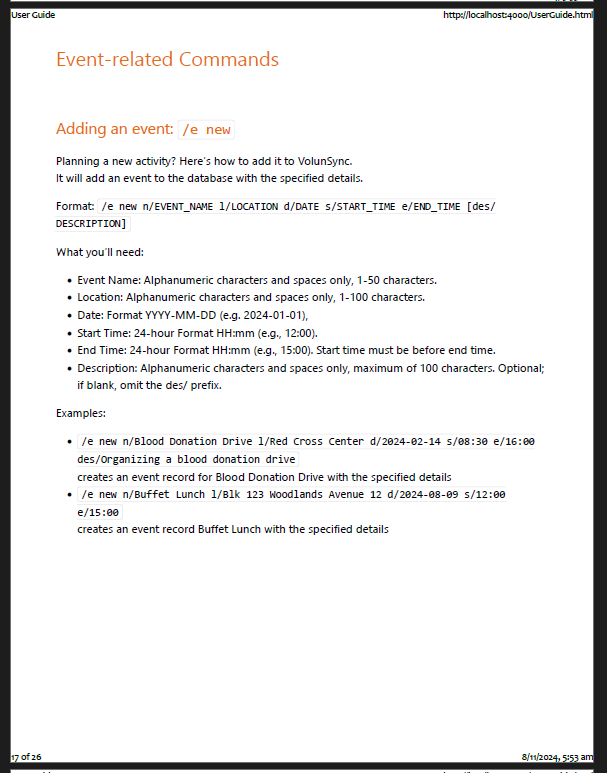 User Guide
http://localhost:4000/UserGuide.html
Event-related Commands
Adding an event: /e new
Planning a new activity? Here's how to add it to VolunSync.
It will add an event to the database with the specified details.
Format: /e new n/EVENT_NAME l/LOCATION d/DATE s/START_TIME e/END_TIME [des/
DESCRIPTION]
What you'll need:
• Event Name: Alphanumeric characters and spaces only, 1-50 characters.
• Location: Alphanumeric characters and spaces only, 1-100 characters.
• Date: Format YYYY-MM-DD (e.g. 2024-01-01),
• Start Time: 24-hour Format HH:mm (e.g., 12:00).
• End Time: 24-hour Format HH:mm (e.g., 15:00). Start time must be before end time.
• Description: Alphanumeric characters and spaces only, maximum of 100 characters. Optional;
if blank, omit the des/ prefix.
Examples:
• /e new n/Blood Donation Drive l/Red Cross Center d/2024-02-14 s/08:30 e/16:00
des/Organizing a blood donation drive
creates an event record for Blood Donation Drive with the specified details
• /e new n/Buffet Lunch l/Blk 123 Woodlands Avenue 12 d/2024-08-09 s/12:00
e/15:00
creates an event record Buffet Lunch with the specified details
17 of 26
8/11/2024, 5:53 am